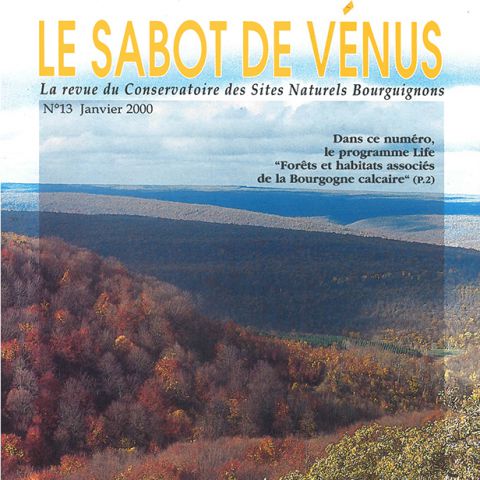 LE SABOT DE VÉNUS
La revue du Conservatoire des Sites Naturels Bourguignons
N°13 Janvier 2000
Dans ce numéro,
le programme Life
“Forêts et habitats associés
de la Bourgogne calcaire“ (P.2)